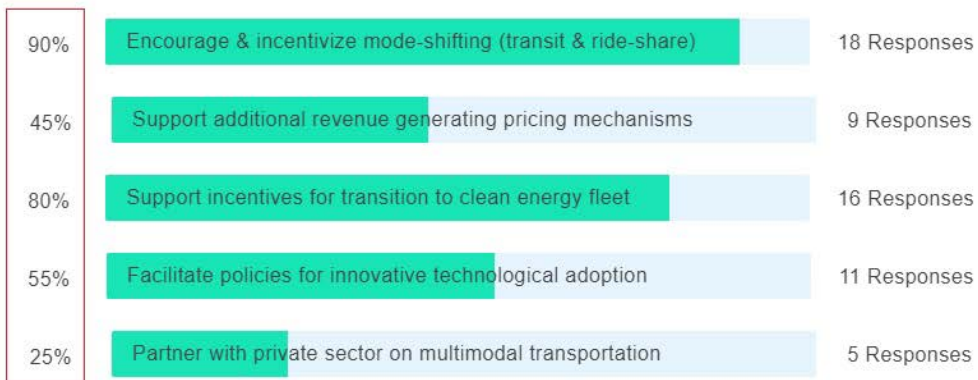 90% Encourage & incentivize mode-shifting (transit & ride-share) 18 Responses
45% Support additional revenue generating pricing mechanisms 9 Responses
80% Support incentives for transition to clean energy fleet 16 Responses
55% Facilitate policies for innovative technological adoption 11 Responses
25% Partner with private sector on multimodal transportation 5 Responses